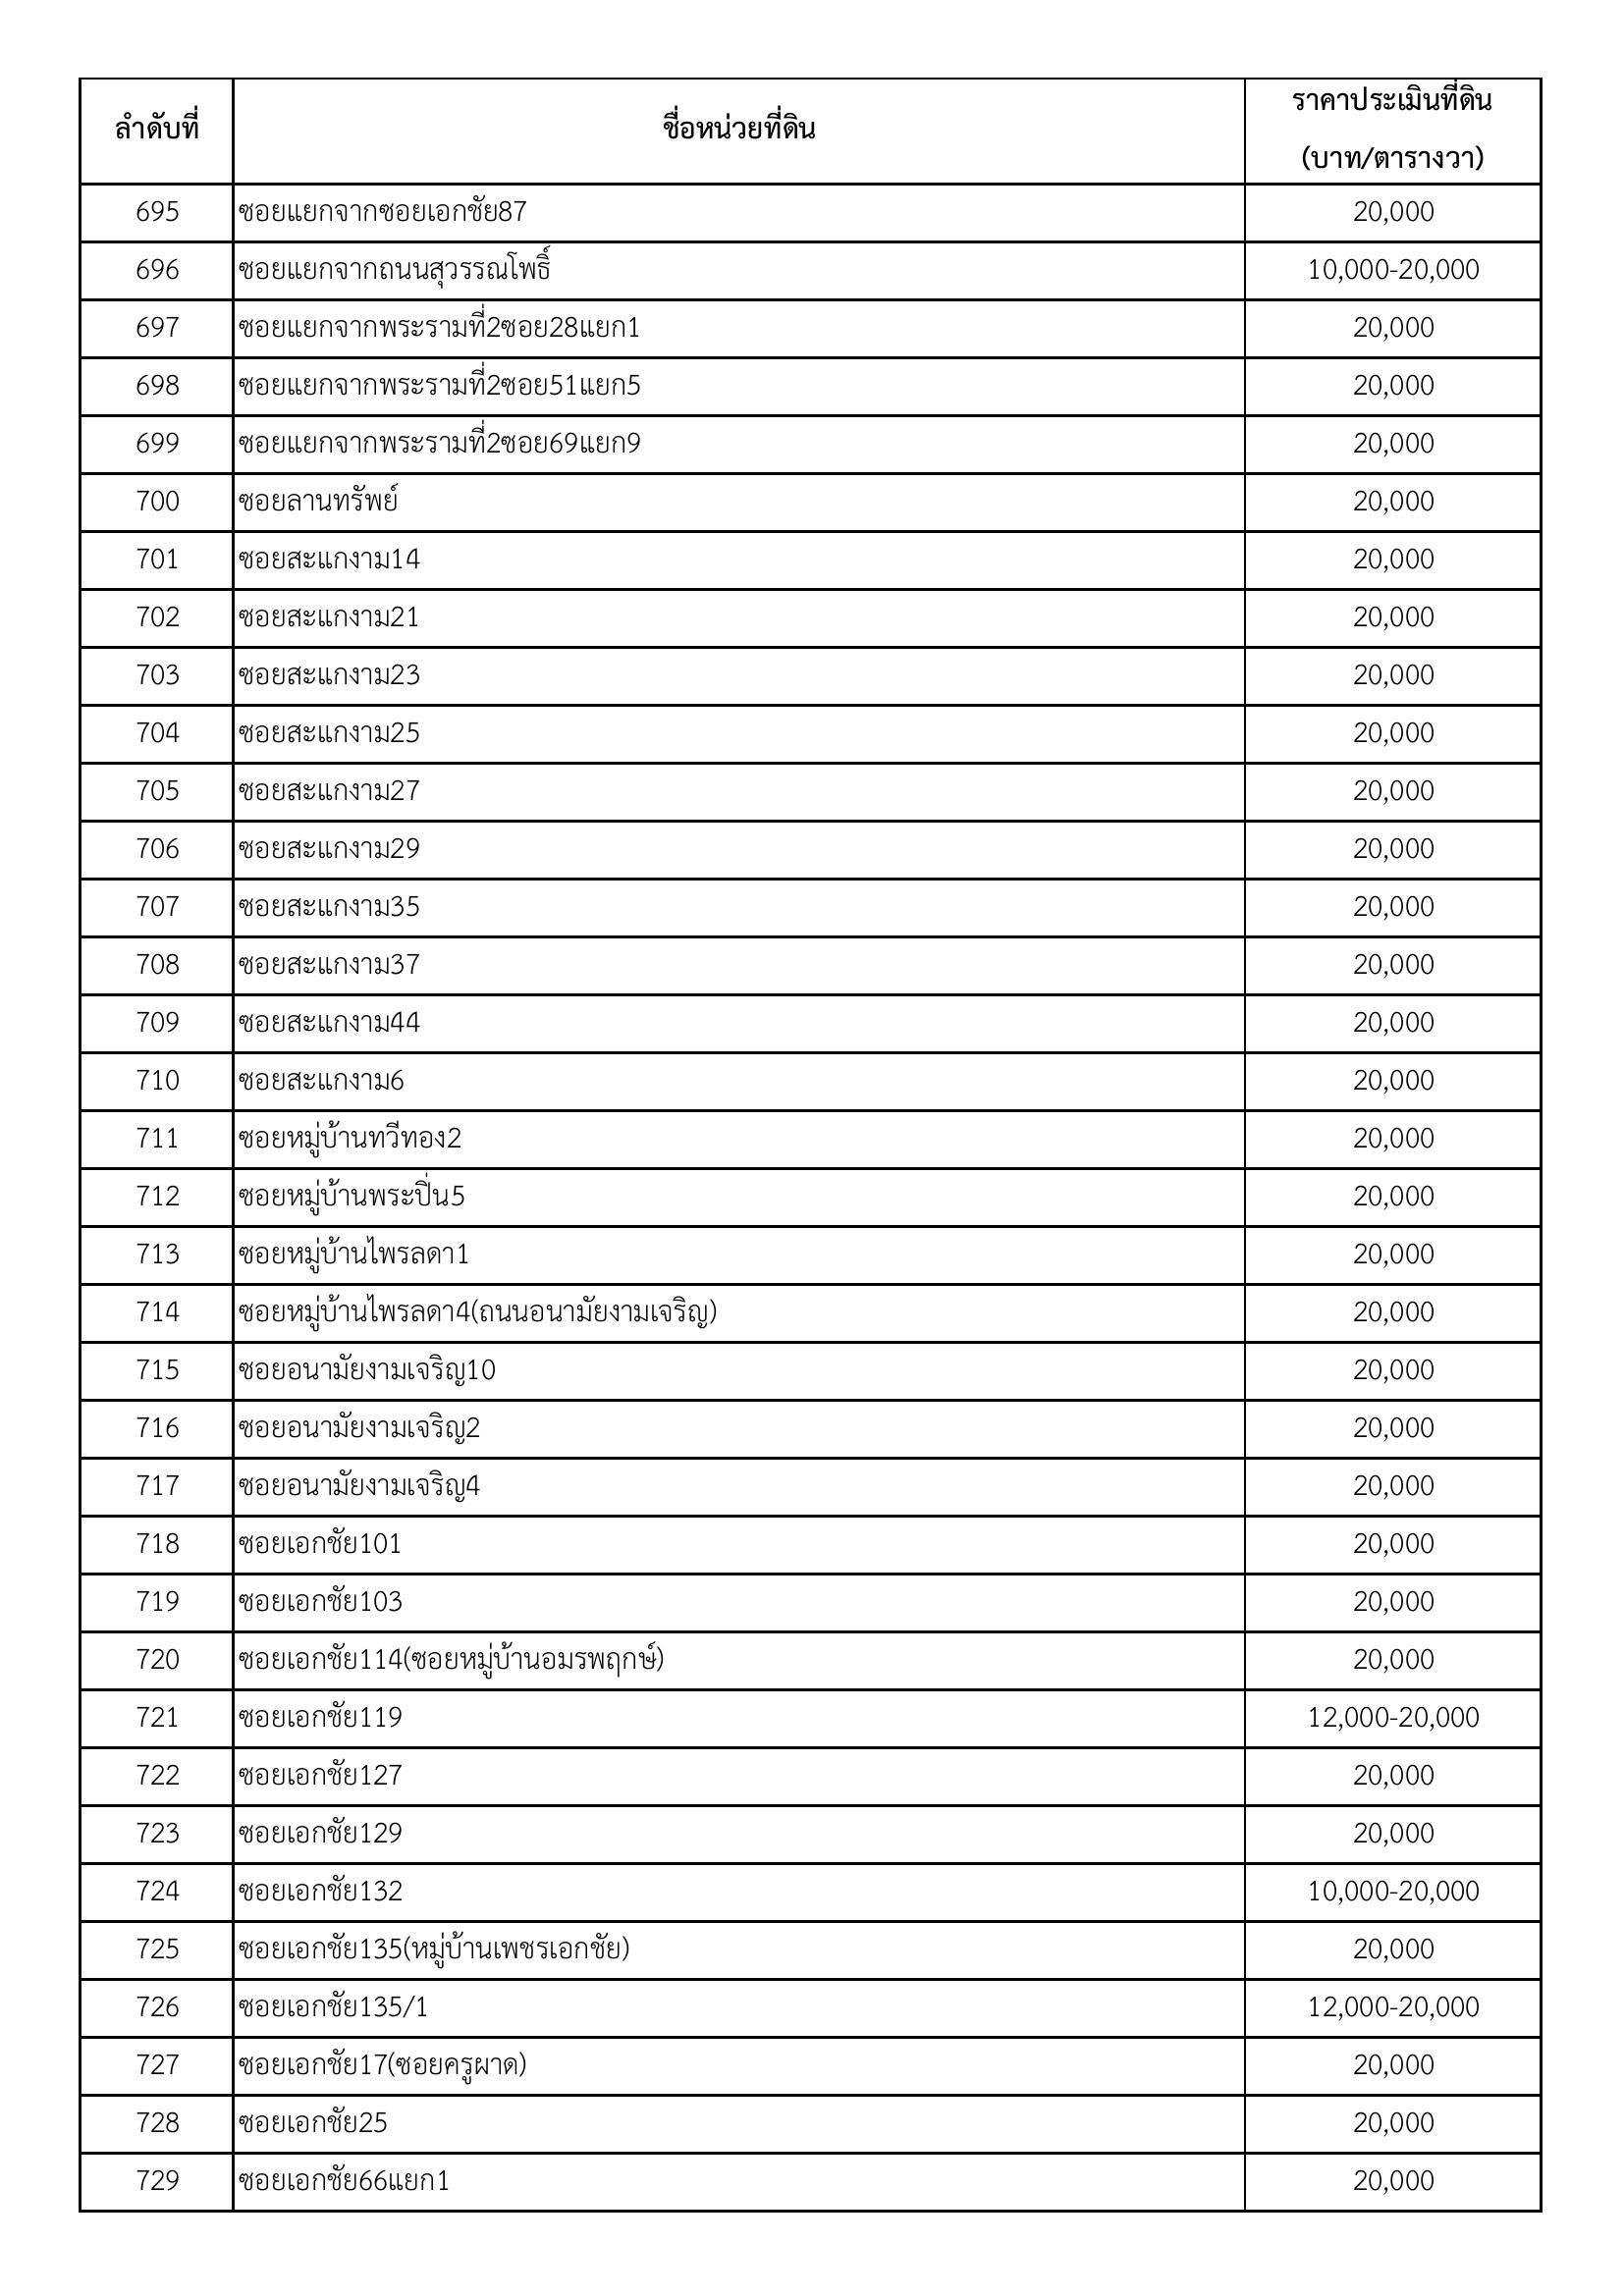 ลำดับที่ ชื่อหน่วยที่ดิน ราคาประเมินที่ดิน
(บาท/ตารางวา)
695 ซอยแยกจากซอยเอกชัย87 20,000
696 ซอยแยกจากถนนสุวรรณโพธิ์ 10,000-20,000
697 ซอยแยกจากพระรามที่2ซอย28แยก1 20,000
698 ซอยแยกจากพระรามที่2ซอย51แยก5 20,000
699 ซอยแยกจากพระรามที่2ซอย69แยก9 20,000
700 ซอยลานทรัพย์ 20,000
701 ซอยสะแกงาม14 20,000
702 ซอยสะแกงาม21 20,000
703 ซอยสะแกงาม23 20,000
704 ซอยสะแกงาม25 20,000
705 ซอยสะแกงาม27 20,000
706 ซอยสะแกงาม29 20,000
707 ซอยสะแกงาม35 20,000
708 ซอยสะแกงาม37 20,000
709 ซอยสะแกงาม44 20,000
710 ซอยสะแกงาม6 20,000
711 ซอยหมู่บ้านทวีทอง2 20,000
712 ซอยหมู่บ้านพระปิ่น5 20,000
713 ซอยหมู่บ้านไพรลดา1 20,000
714 ซอยหมู่บ้านไพรลดา4(ถนนอนามัยงามเจริญ) 20,000
715 ซอยอนามัยงามเจริญ10 20,000
716 ซอยอนามัยงามเจริญ2 20,000
717 ซอยอนามัยงามเจริญ4 20,000
718 ซอยเอกชัย101 20,000
719 ซอยเอกชัย103 20,000
720 ซอยเอกชัย114(ซอยหมู่บ้านอมรพฤกษ์) 20,000
721 ซอยเอกชัย119 12,000-20,000
722 ซอยเอกชัย127 20,000
723 ซอยเอกชัย129 20,000
724 ซอยเอกชัย132 10,000-20,000
725 ซอยเอกชัย135(หมู่บ้านเพชรเอกชัย) 20,000
726 ซอยเอกชัย135/1 12,000-20,000
727 ซอยเอกชัย17(ซอยครูผาด) 20,000
728 ซอยเอกชัย25 20,000
729 ซอยเอกชัย66แยก1 20,000